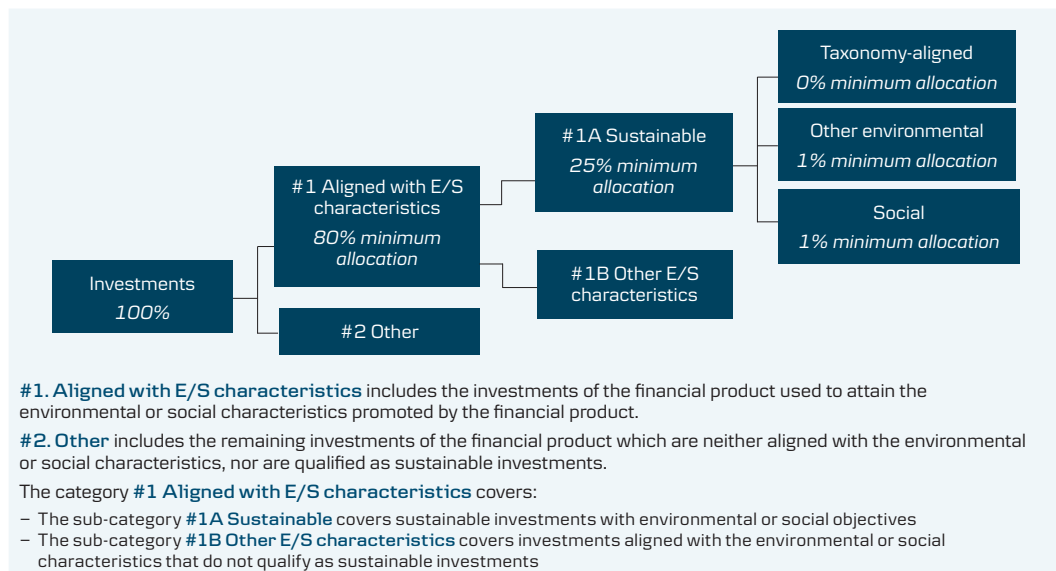 Taxonomy-aligned
0% minimum allocation
#1A Sustainable
25% minimum
allocation
Other environmental
1% minimum allocation
#1 Aligned with E/S
characteristics
80% minimum
allocation
Social
1% minimum allocation
Investments
100%
#1B Other E/S
characteristics
#2 Other
#1. Aligned with E/S characteristics includes the investments of the financial product used to attain the
environmental or social characteristics promoted by the financial product.
#2. Other includes the remaining investments of the financial product which are neither aligned with the environmental
or social characteristics, nor are qualified as sustainable investments.
The category #1 Aligned with E/S characteristics covers:
– The sub-category #1A Sustainable covers sustainable investments with environmental or social objectives
– The sub-category #1B Other E/S characteristics covers investments aligned with the environmental or social
characteristics that do not qualify as sustainable investments